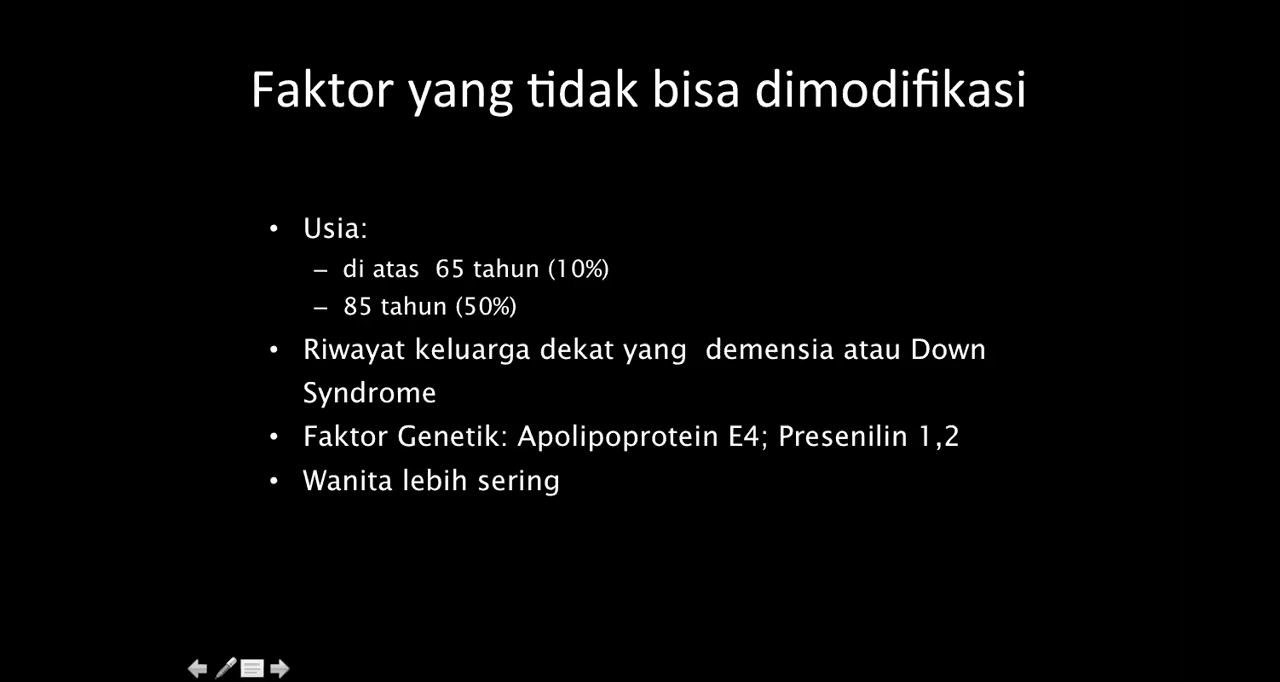 Faktor yang tidak bisa dimodifikasi
• Usia:
– di atas  65 tahun (10%)
– 85 tahun (50%)
• Riwayat keluarga dekat yang  demensia atau Down
Syndrome
• Faktor Genetik: Apolipoprotein E4; Presenilin 1,2
• Wanita lebih sering